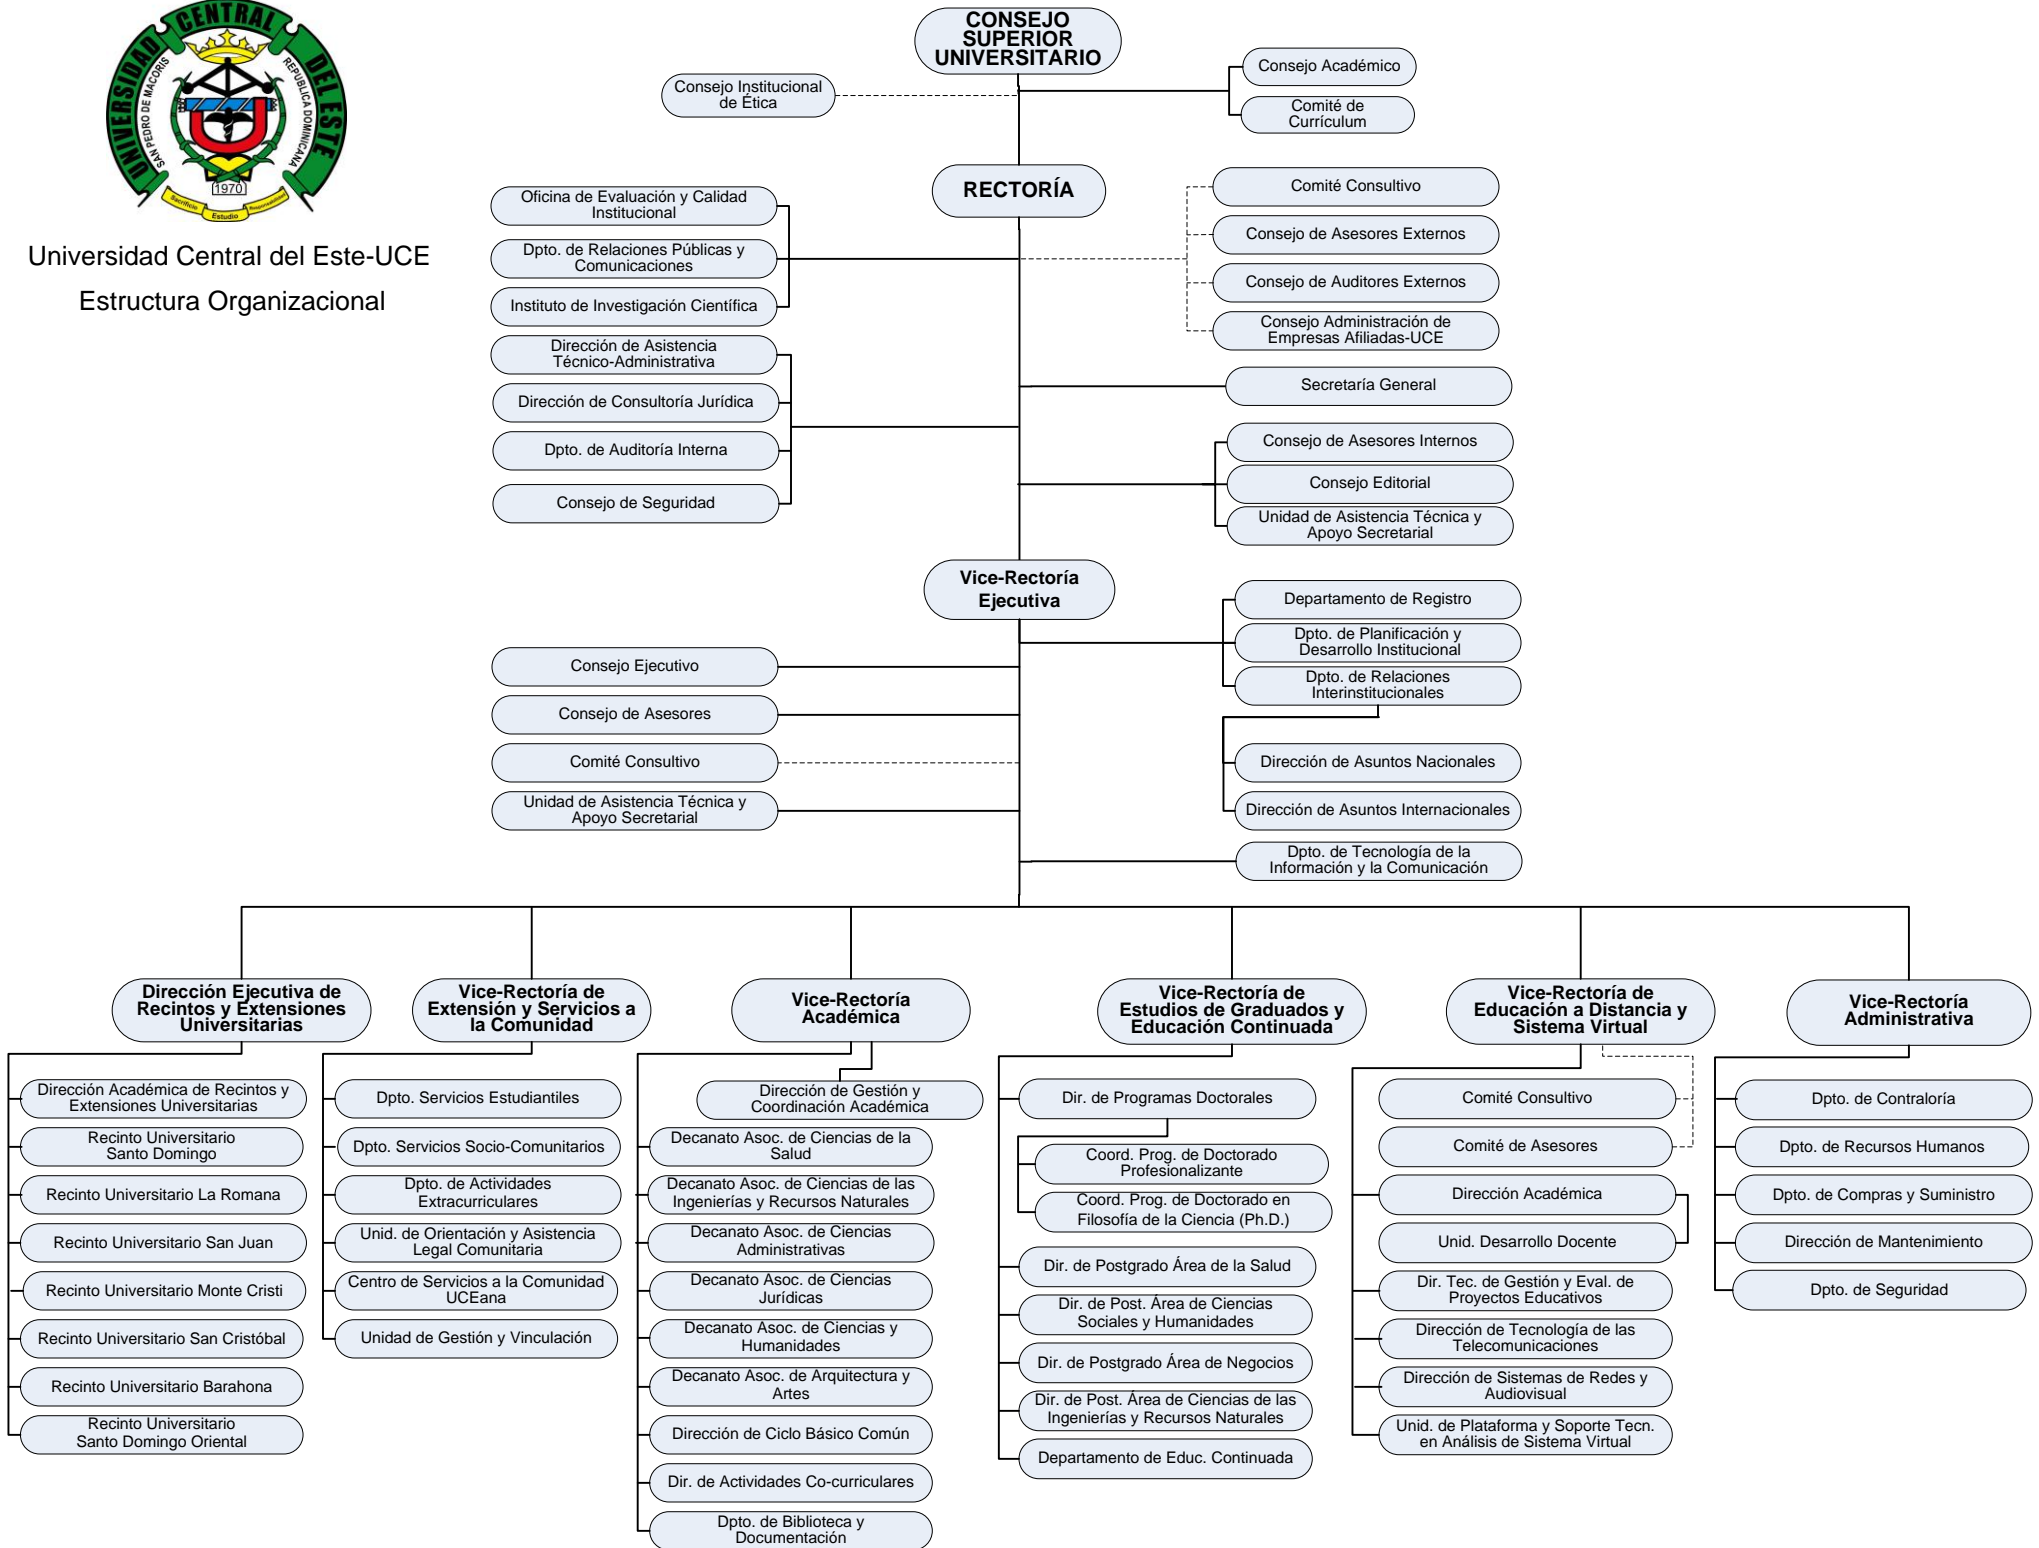 UNIVERSIDAD CENTRAL DEL ESTE
SAN PEDRO DE MACORIS
REPUBLICA DOMINICANA
1970
Sacrificio
Estudio
Responsabilidad
Universidad Central del Este-UCE
Estructura Organizacional
CONSEJO
SUPERIOR
UNIVERSITARIO
Consejo Institucional
de Ética
Consejo Académico
Comité de
Currículum
RECTORÍA
Oficina de Evaluación y Calidad
Institucional
Dpto. de Relaciones Públicas y
Comunicaciones
Instituto de Investigación Científica
Dirección de Asistencia
Técnico-Administrativa
Dirección de Consultoría Jurídica
Dpto. de Auditoría Interna
Consejo de Seguridad
Comité Consultivo
Consejo de Asesores Externos
Consejo de Auditores Externos
Consejo Administración de
Empresas Afiliadas-UCE
Secretaría General
Consejo de Asesores Internos
Consejo Editorial
Unidad de Asistencia Técnica y
Apoyo Secretarial
Vice-Rectoría
Ejecutiva
Consejo Ejecutivo
Consejo de Asesores
Comité Consultivo
Unidad de Asistencia Técnica y
Apoyo Secretarial
Departamento de Registro
Dpto. de Planificación y
Desarrollo Institucional
Dpto. de Relaciones
Interinstitucionales
Dirección de Asuntos Nacionales
Dirección de Asuntos Internacionales
Dpto. de Tecnología de la
Información y la Comunicación
Dirección Ejecutiva de
Recintos y Extensiones
Universitarias
Dirección Académica de Recintos y
Extensiones Universitarias
Recinto Universitario
Santo Domingo
Recinto Universitario La Romana
Recinto Universitario San Juan
Recinto Universitario Monte Cristi
Recinto Universitario San Cristóbal
Recinto Universitario Barahona
Recinto Universitario
Santo Domingo Oriental
Vice-Rectoría de
Extensión y Servicios a
la Comunidad
Dpto. Servicios Estudiantiles
Dpto. Servicios Socio-Comunitarios
Dpto. de Actividades
Extracurriculares
Unid. de Orientación y Asistencia
Legal Comunitaria
Centro de Servicios a la Comunidad
UCEana
Unidad de Gestión y Vinculación
Vice-Rectoría
Académica
Dirección de Gestión y
Coordinación Académica
Decanato Asoc. de Ciencias de la
Salud
Decanato Asoc. de Ciencias de las
Ingenierías y Recursos Naturales
Decanato Asoc. de Ciencias
Administrativas
Decanato Asoc. de Ciencias
Jurídicas
Decanato Asoc. de Ciencias y
Humanidades
Decanato Asoc. de Arquitectura y
Artes
Dirección de Ciclo Básico Común
Dir. de Actividades Co-curriculares
Dpto. de Biblioteca y
Documentación
Vice-Rectoría de
Estudios de Graduados y
Educación Continuada
Dir. de Programas Doctorales
Coord. Prog. de Doctorado
Profesionalizante
Coord. Prog. de Doctorado en
Filosofía de la Ciencia (Ph.D.)
Dir. de Postgrado Área de la Salud
Dir. de Post. Área de Ciencias
Sociales y Humanidades
Dir. de Postgrado Área de Negocios
Dir. de Post. Área de Ciencias de las
Ingenierías y Recursos Naturales
Departamento de Educ. Continuada
Vice-Rectoría de
Educación a Distancia y
Sistema Virtual
Comité Consultivo
Comité de Asesores
Dirección Académica
Unid. Desarrollo Docente
Dir. Tec. de Gestión y Eval. de
Proyectos Educativos
Dirección de Tecnología de las
Telecomunicaciones
Dirección de Sistemas de Redes y
Audiovisual
Unid. de Plataforma y Soporte Tecn.
en Análisis de Sistema Virtual
Vice-Rectoría
Administrativa
Dpto. de Contraloría
Dpto. de Recursos Humanos
Dpto. de Compras y Suministro
Dirección de Mantenimiento
Dpto. de Seguridad